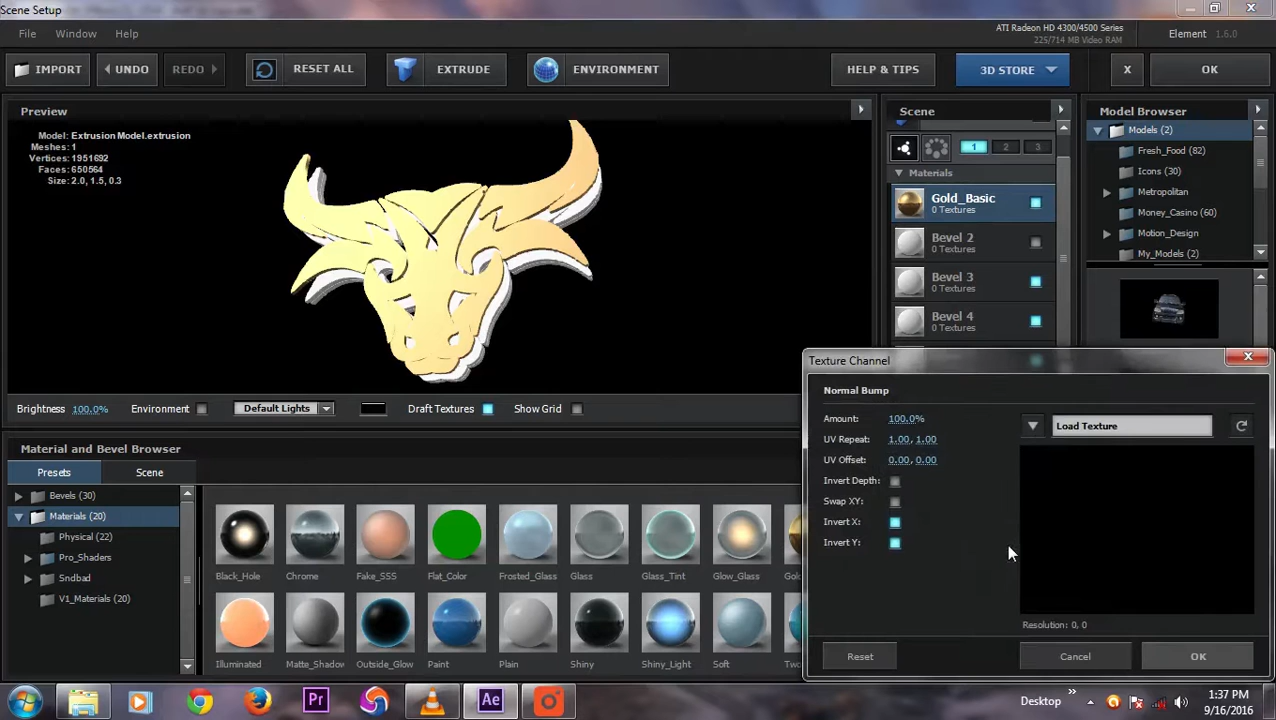 Scene Setup
File Window Help
ATI Radeon HD 4300/4500 Series
225/714 MB Video RAM
Element 1.6.0
IMPORT
UNDO
REDO
RESET ALL
EXTRUDE
ENVIRONMENT
HELP & TIPS
3D STORE
X
OK
Preview
Model: Extrusion Model.extrusion
Meshes: 1
Vertices: 1951692
Faces: 650564
Size: 2.0, 1.5, 0.3
Brightness 100.0% Environment Default Lights Draft Textures Show Grid
Scene
1 2 3
Materials
Gold_Basic
0 Textures
Bevel 2
0 Textures
Bevel 3
0 Textures
Bevel 4
0 Textures
Model Browser
Models (2)
Fresh_Food (82)
Icons (30)
Metropolitan
Money_Casino (60)
Motion_Design
My_Models (2)
Material and Bevel Browser
Presets Scene
Bevels (30)
Materials (20)
Physical (22)
Pro_Shaders
Sndbad
V1_Materials (20)
Black_Hole Chrome Fake_SSS Flat_Color Frosted_Glass Glass Glass_Tint Glow_Glass
Illuminated Matte_Shadow Outside_Glow Paint Plain Shiny Shiny_Light Soft
Texture Channel
Normal Bump
Amount: 100.0%
UV Repeat: 1.00, 1.00
UV Offset: 0.00, 0.00
Invert Depth:
Swap XY:
Invert X:
Invert Y:
Load Texture
Resolution: 0, 0
Reset Cancel OK
Pr
Ae
Desktop
1:37 PM
9/16/2016